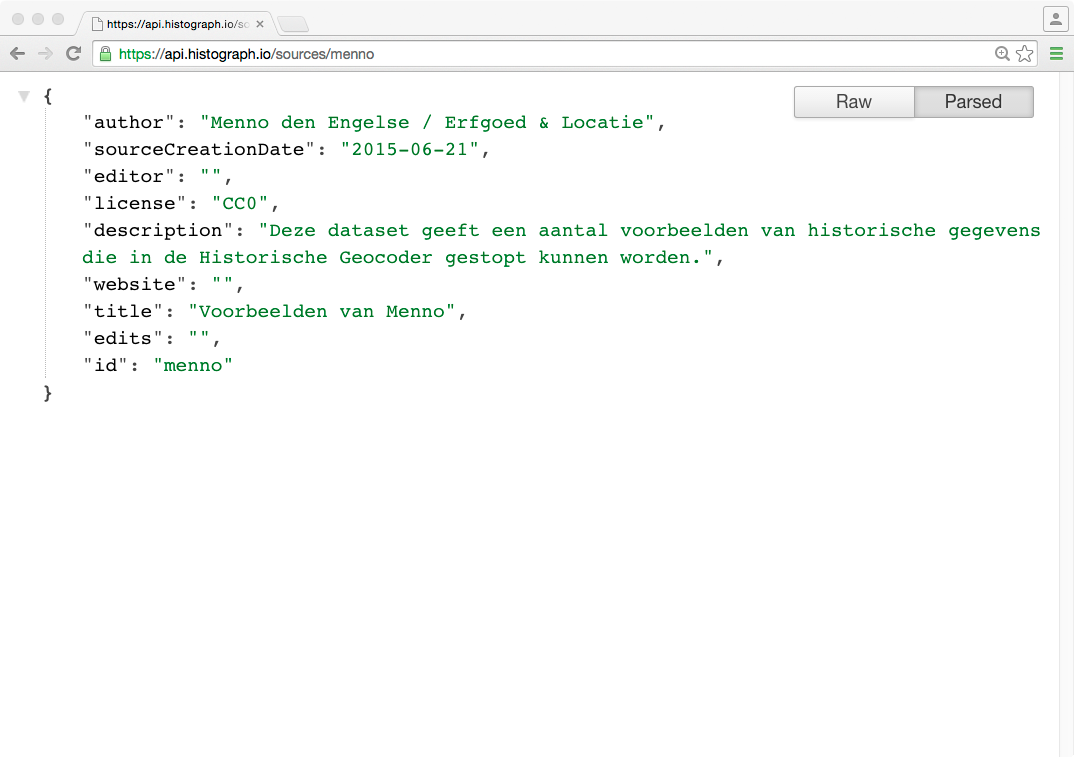 https://api.histograph.io/so
https://api.histograph.io/sources/menno
Raw
Parsed
{
"author": "Menno den Engelse / Erfgoed & Locatie",
"sourceCreationDate": "2015-06-21",
"editor": "",
"license": "CC0",
"description": "Deze dataset geeft een aantal voorbeelden van historische gegevens
die in de Historische Geocoder gestopt kunnen worden.",
"website": "",
"title": "Voorbeelden van Menno",
"edits": "",
"id": "menno"
}